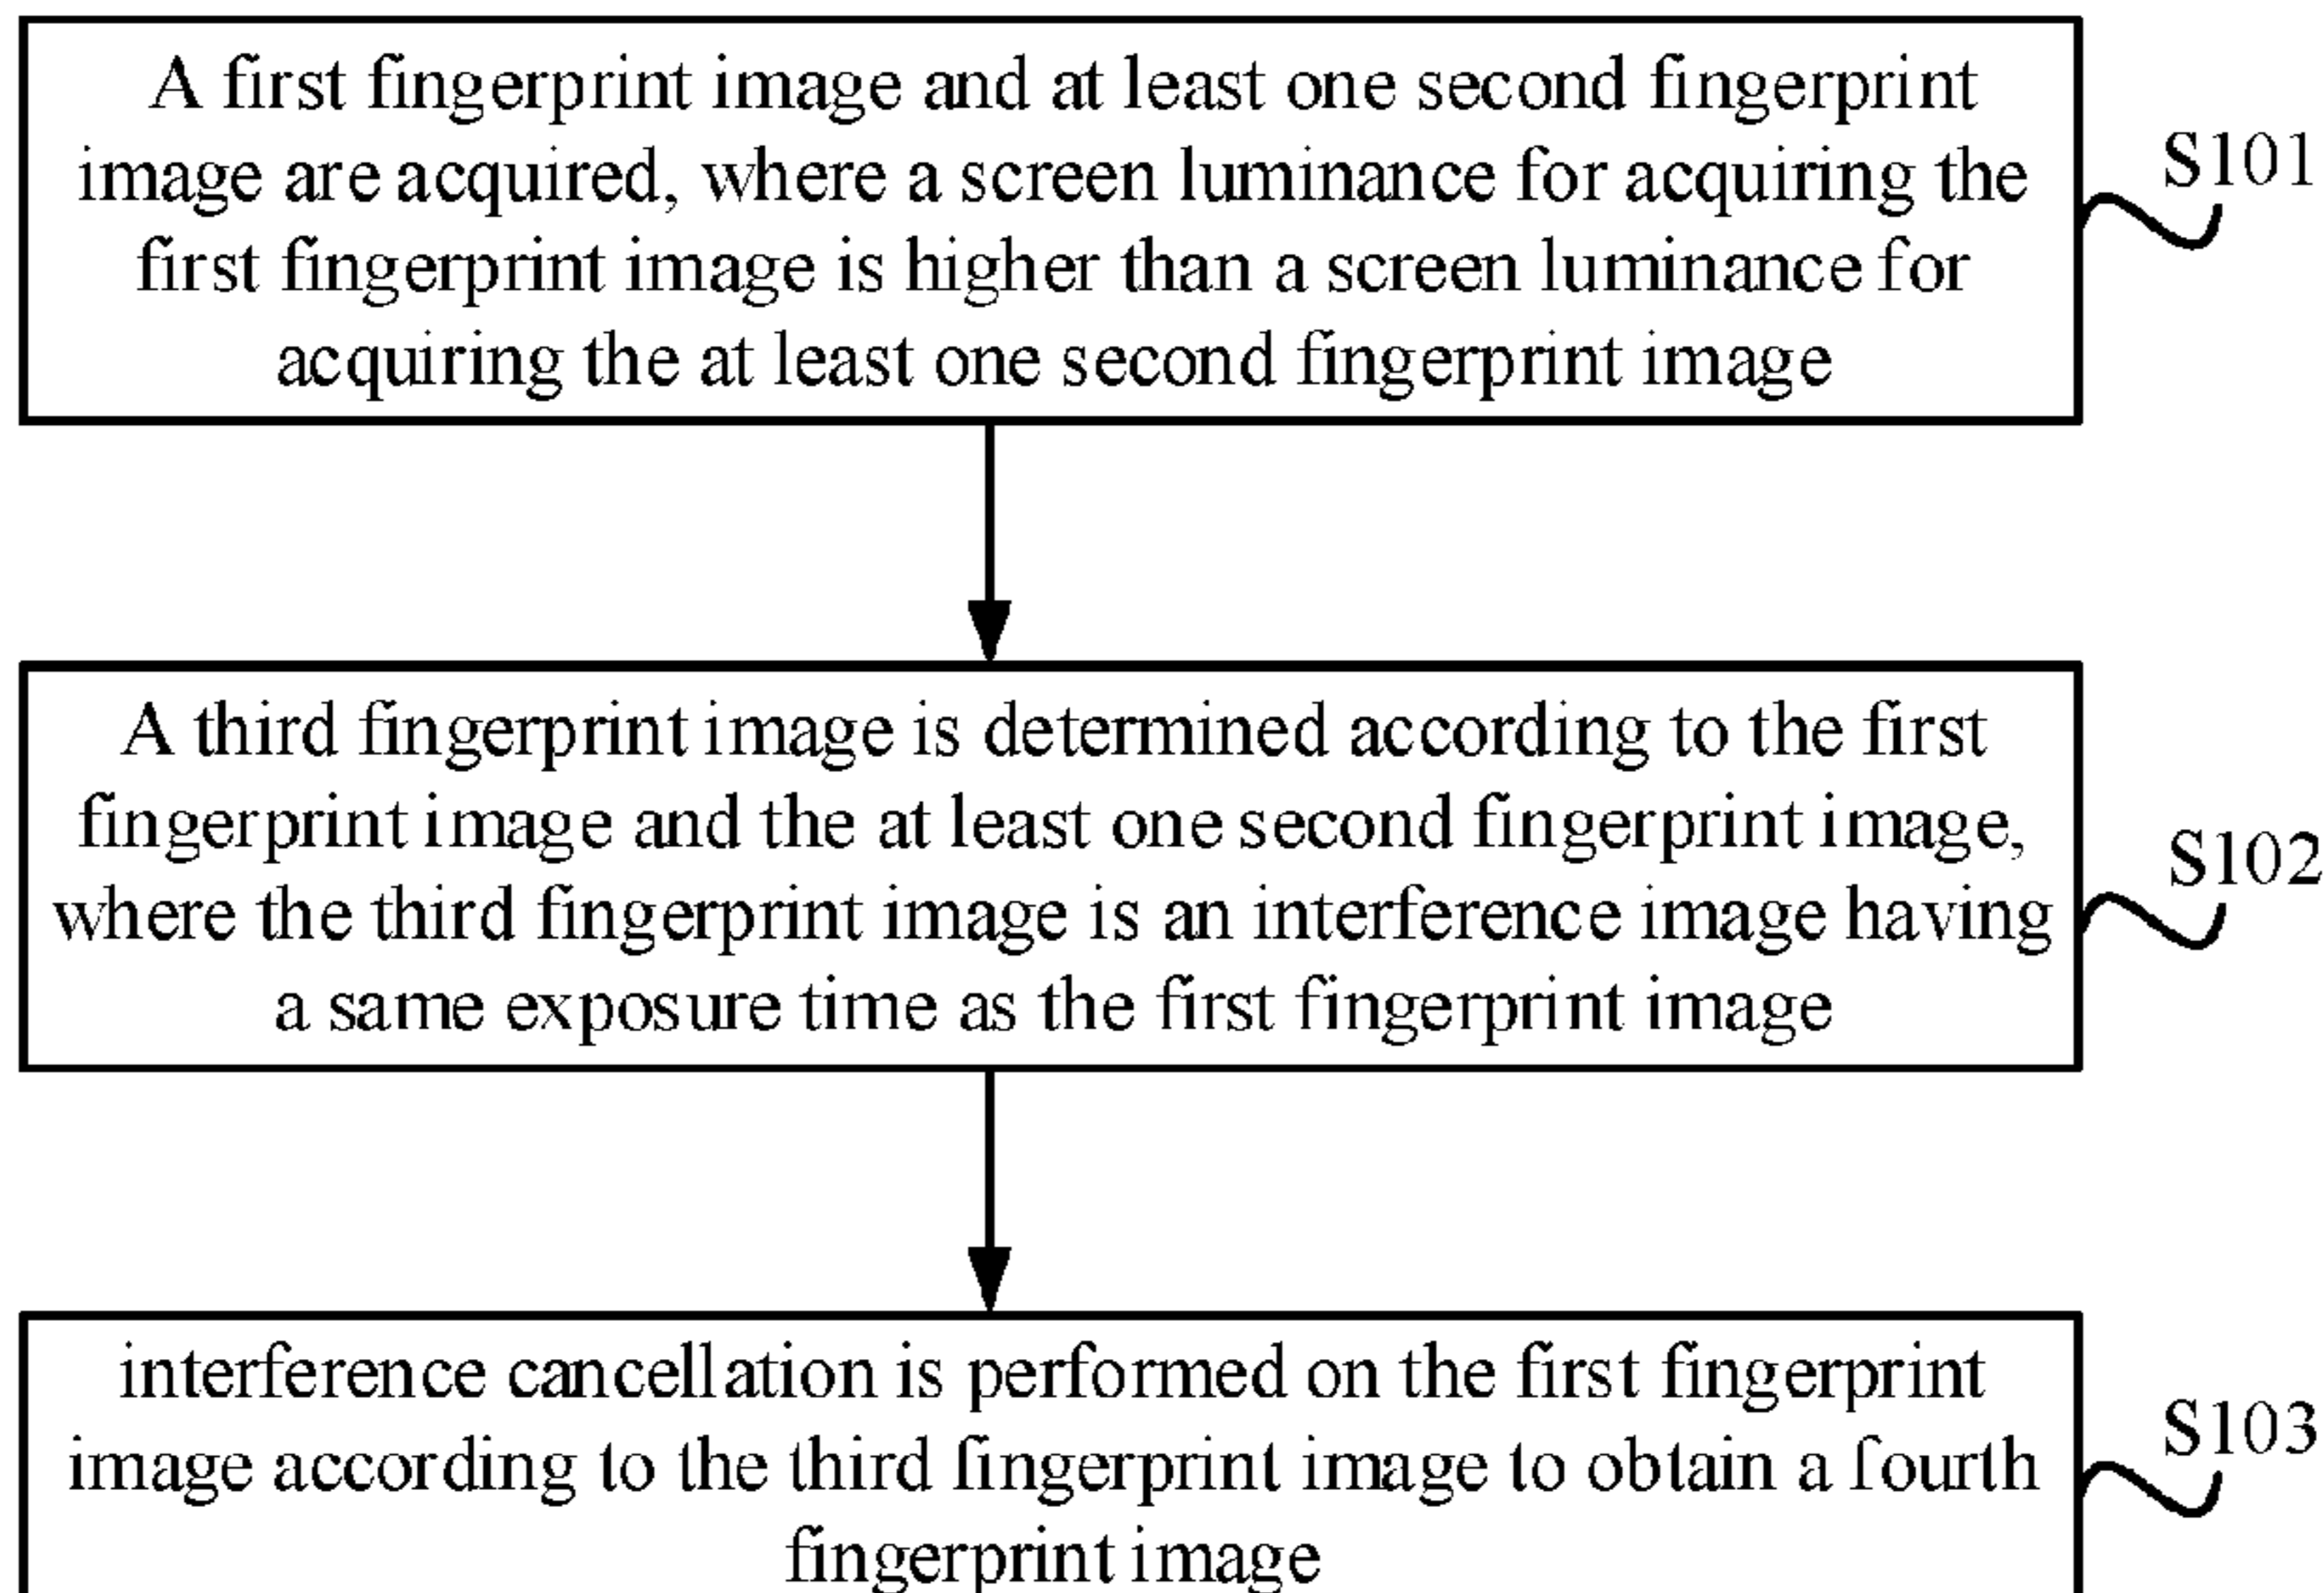 A first fingerprint image and at least one second fingerprint
image are acquired, where a screen luminance for acquiring the
first fingerprint image is higher than a screen luminance for
acquiring the at least one second fingerprint image
S101
A third fingerprint image is determined according to the first
fingerprint image and the at least one second fingerprint image,
where the third fingerprint image is an interference image having
a same exposure time as the first fingerprint image
S102
interference cancellation is performed on the first fingerprint
image according to the third fingerprint image to obtain a fourth
fingerprint image
S103